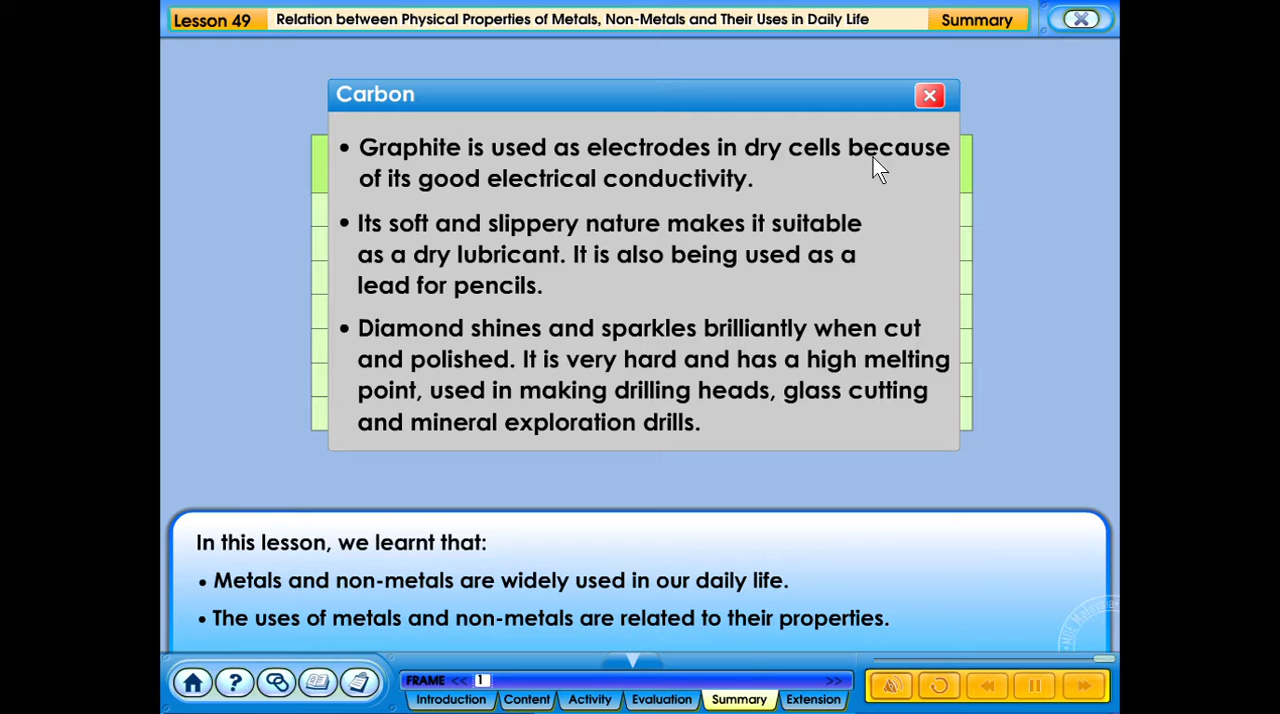 Lesson 49 Relation between Physical Properties of Metals, Non-Metals and Their Uses in Daily Life Summary
Carbon
• Graphite is used as electrodes in dry cells because
of its good electrical conductivity.
• Its soft and slippery nature makes it suitable
as a dry lubricant. It is also being used as a
lead for pencils.
• Diamond shines and sparkles brilliantly when cut
and polished. It is very hard and has a high melting
point, used in making drilling heads, glass cutting
and mineral exploration drills.
In this lesson, we learnt that:
• Metals and non-metals are widely used in our daily life.
• The uses of metals and non-metals are related to their properties.
FRAME << 1 >>
Introduction Content Activity Evaluation Summary Extension